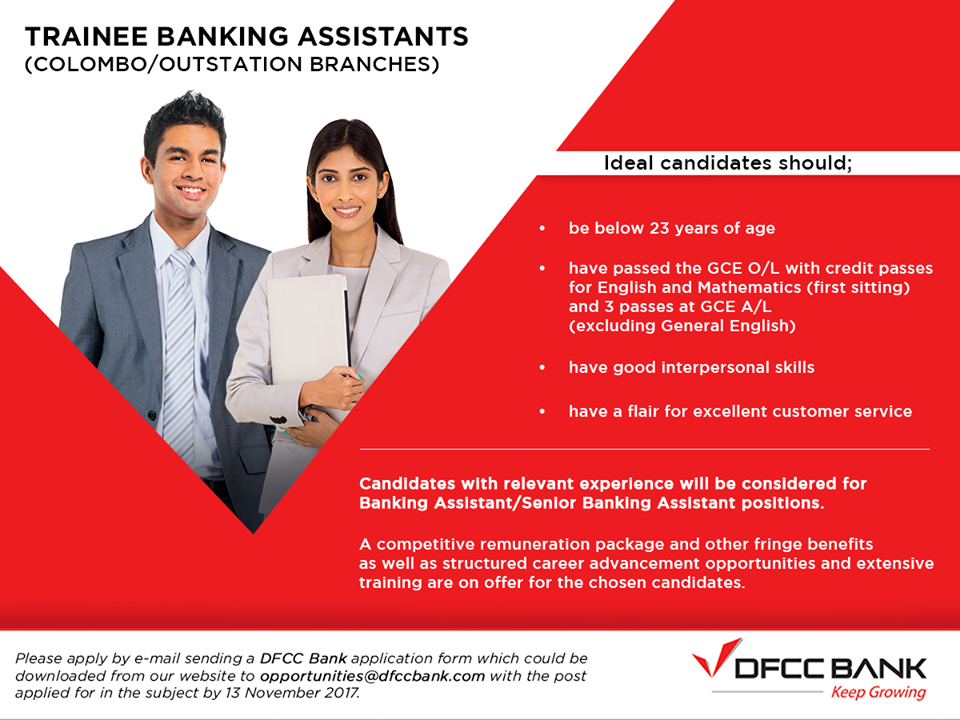 TRAINEE BANKING ASSISTANTS
(COLOMBO/OUTSTATION BRANCHES)
Ideal candidates should;
• be below 23 years of age
• have passed the GCE O/L with credit passes
for English and Mathematics (first sitting)
and 3 passes at GCE A/L
(excluding General English)
• have good interpersonal skills
• have a flair for excellent customer service
Candidates with relevant experience will be considered for
Banking Assistant/Senior Banking Assistant positions.
A competitive remuneration package and other fringe benefits
as well as structured career advancement opportunities and extensive
training are on offer for the chosen candidates.
Please apply by e-mail sending a DFCC Bank application form which could be
downloaded from our website to opportunities@dfccbank.com with the post
applied for in the subject by 13 November 2017.
DFCC BANK
Keep Growing